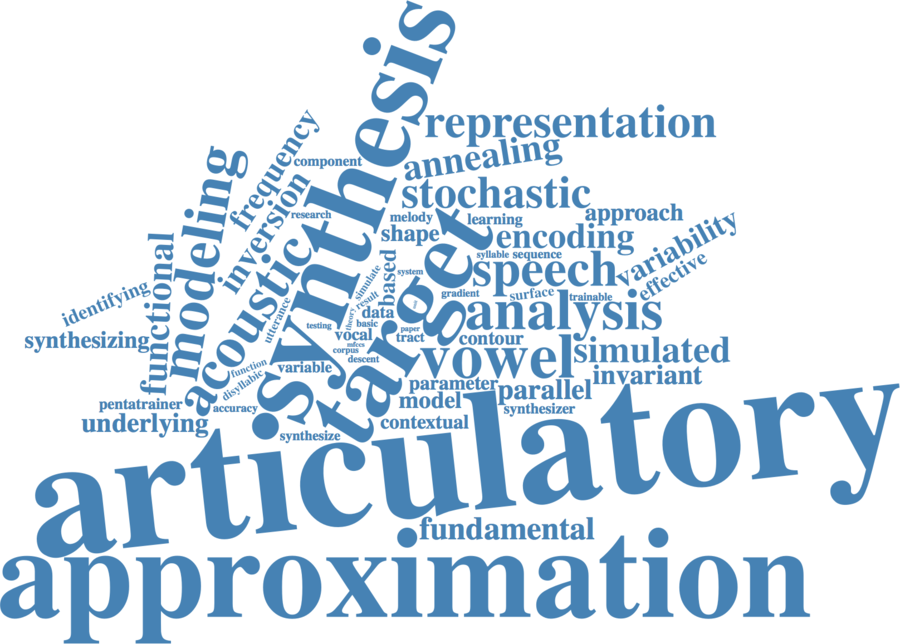 synthesis
representation
annealing
frequency
component
modeling
inversion
stochastic
research
melody
learning
approach
shape
target
encoding
variability
acoustic
functional
based
syllable
sequence
simulate
system
speech
effective
identifying
gradient
surface
trainable
utterance
result
data
theory
analysis
testing
basic
paper
synthesizing
vocal
tract
contour
mfccs
corpus
vowel
simulated
descent
function
variable
invariant
disyllabic
parameter
parallel
pentatrainer
accuracy
model
synthesizer
underlying
contextual
synthesize
articulatory
fundamental
approximation